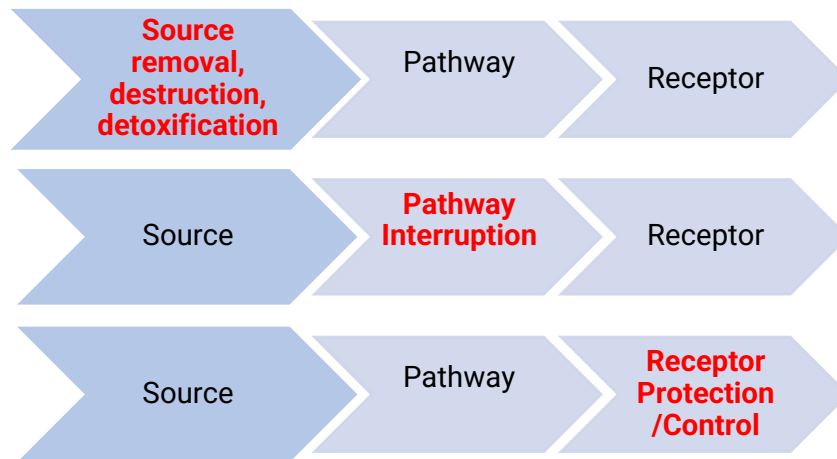 Source
removal,
destruction,
detoxification
Pathway
Receptor
Source
Pathway
Interruption
Receptor
Source
Pathway
Receptor
Protection
/Control